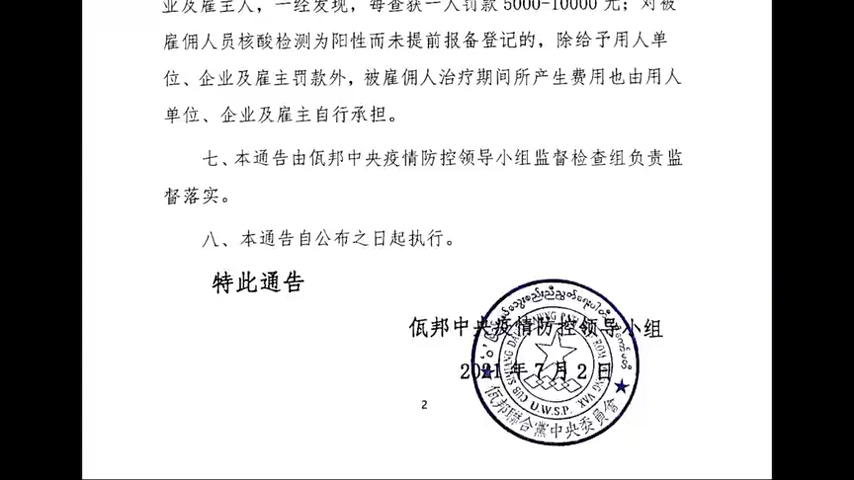 业及雇主人，一经发现，每查获一人罚款 5000-10000 元；对被
雇佣人员核酸检测为阳性而未提前报备登记的，除给予用人单
位、企业及雇主罚款外，被雇佣人治疗期间所产生费用也由用人
单位、企业及雇主自行承担。
七、本通告由佤邦中央疫情防控领导小组监督检查组负责监
督落实。
八、本通告自公布之日起执行。
特此通告
佤邦中央疫情防控领导小组
2021 年 7 月 2 日
U.W.S.P.
佤邦聯合黨中央委員會
2